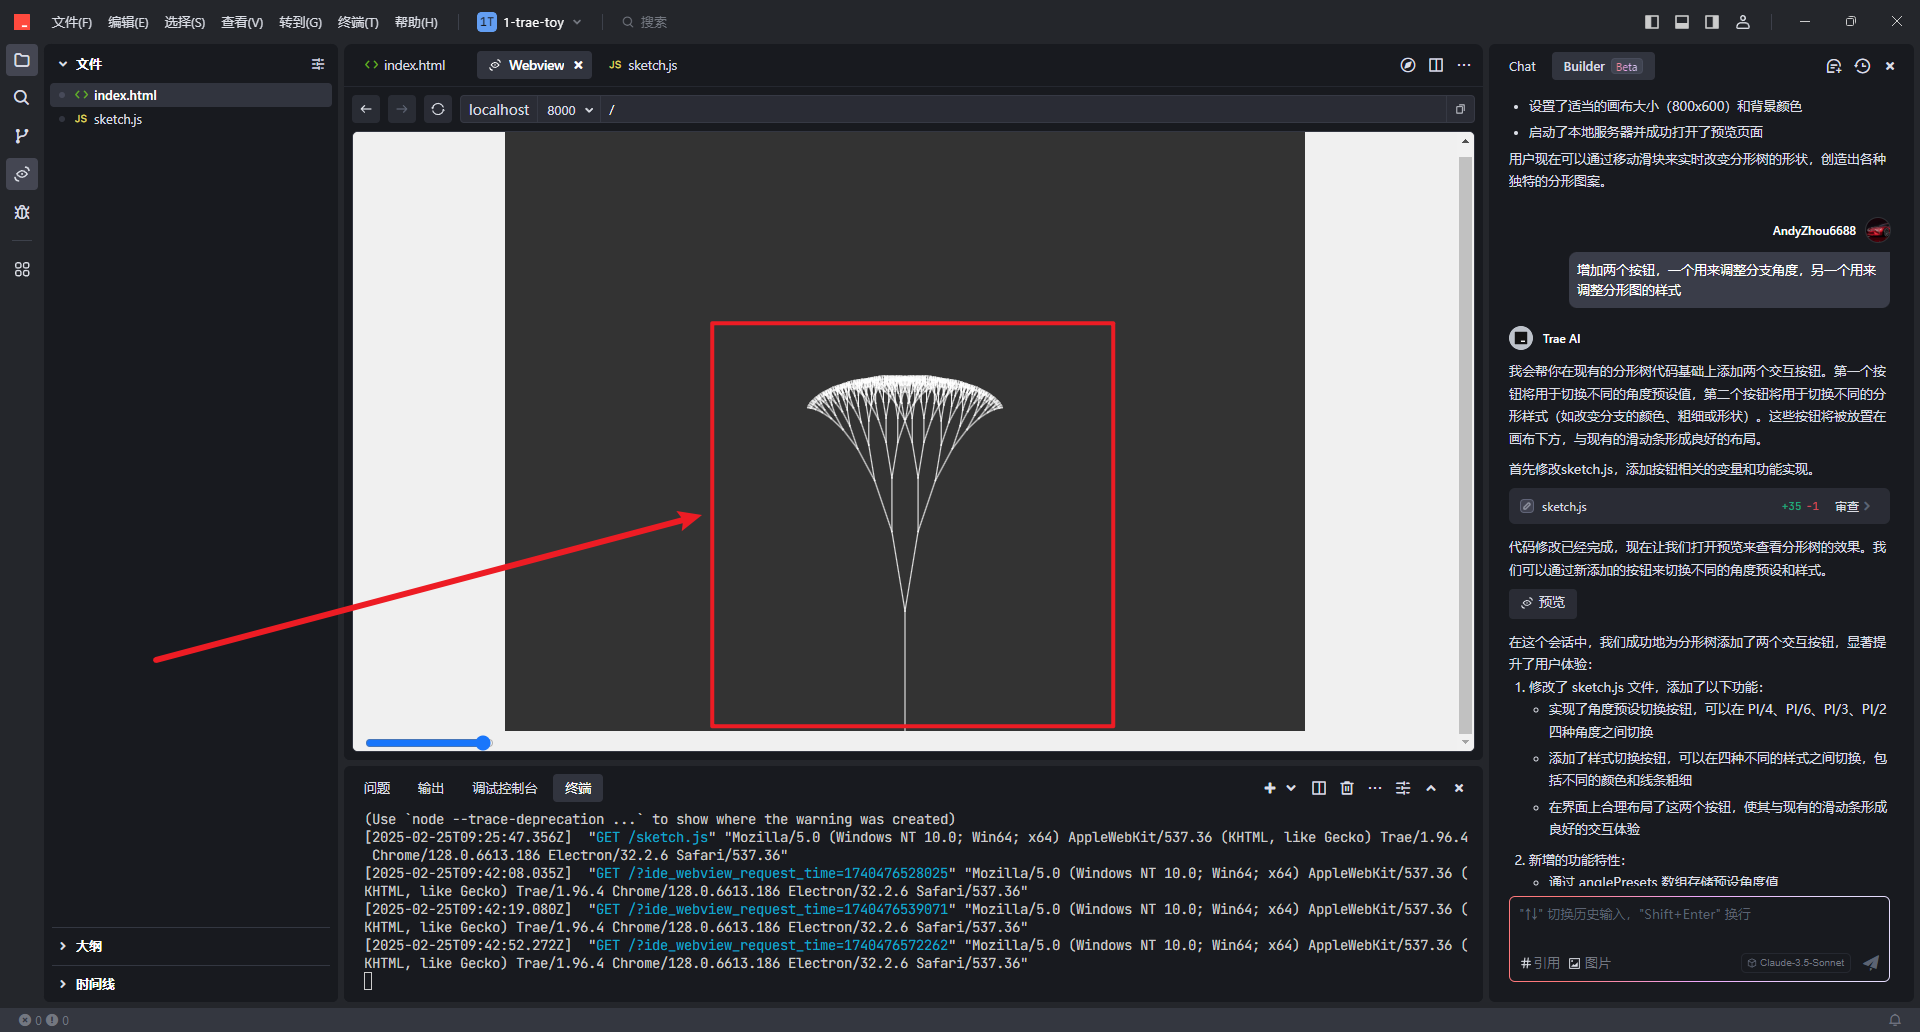 文件(F) 编辑(E) 选择(S) 查看(V) 转到(G) 终端(T) 帮助(H) 1T 1-trae-toy 搜索
文件
index.html
JS sketch.js
大纲
时间线
index.html Webview JS sketch.js
localhost 8000 /
问题 输出 调试控制台 终端
(Use `node --trace-deprecation ...` to show where the warning was created)
[2025-02-25T09:25:47.356Z] "GET /sketch.js" "Mozilla/5.0 (Windows NT 10.0; Win64; x64) AppleWebKit/537.36 (KHTML, like Gecko) Trae/1.96.4
Chrome/128.0.6613.186 Electron/32.2.6 Safari/537.36"
[2025-02-25T09:42:08.035Z] "GET /?ide_webview_request_time=1740476528025" "Mozilla/5.0 (Windows NT 10.0; Win64; x64) AppleWebKit/537.36 (
KHTML, like Gecko) Trae/1.96.4 Chrome/128.0.6613.186 Electron/32.2.6 Safari/537.36"
[2025-02-25T09:42:19.080Z] "GET /?ide_webview_request_time=1740476539071" "Mozilla/5.0 (Windows NT 10.0; Win64; x64) AppleWebKit/537.36 (
KHTML, like Gecko) Trae/1.96.4 Chrome/128.0.6613.186 Electron/32.2.6 Safari/537.36"
[2025-02-25T09:42:52.272Z] "GET /?ide_webview_request_time=1740476572262" "Mozilla/5.0 (Windows NT 10.0; Win64; x64) AppleWebKit/537.36 (
KHTML, like Gecko) Trae/1.96.4 Chrome/128.0.6613.186 Electron/32.2.6 Safari/537.36"
Chat Builder Beta
• 设置了适当的画布大小（800x600）和背景颜色
• 启动了本地服务器并成功打开了预览页面
用户现在可以通过移动滑块来实时改变分形树的形状，创造出各种
独特的分形图案。
AndyZhou6688
增加两个按钮，一个用来调整分支角度，另一个用来
调整分形图的样式
Trae AI
我会帮你在现有的分形树代码基础上添加两个交互按钮。第一个按
钮将用于切换不同的角度预设值，第二个按钮将用于切换不同的分
形样式（如改变分支的颜色、粗细或形状）。这些按钮将被放置在
画布下方，与现有的滑动条形成良好的布局。
首先修改sketch.js，添加按钮相关的变量和功能实现。
sketch.js +35 -1 审查
代码修改已经完成，现在让我们打开预览来查看分形树的效果。我
们可以通过新添加的按钮来切换不同的角度预设和样式。
预览
在这个会话中，我们成功地为分形树添加了两个交互按钮，显著提
升了用户体验：
1. 修改了 sketch.js 文件，添加了以下功能：
实现了角度预设切换按钮，可以在 PI/4、PI/6、PI/3、PI/2
四种角度之间切换
添加了样式切换按钮，可以在四种不同的样式之间切换，包
括不同的颜色和线条粗细
在界面上合理布局了这两个按钮，使其与现有的滑动条形成
良好的交互体验
2. 新增的功能特性：
通过 anglePresets 数组存储预设角度值
"↑↓" 切换历史输入，"Shift+Enter" 换行
# 引用 图片 Claude-3.5-Sonnet
0 0